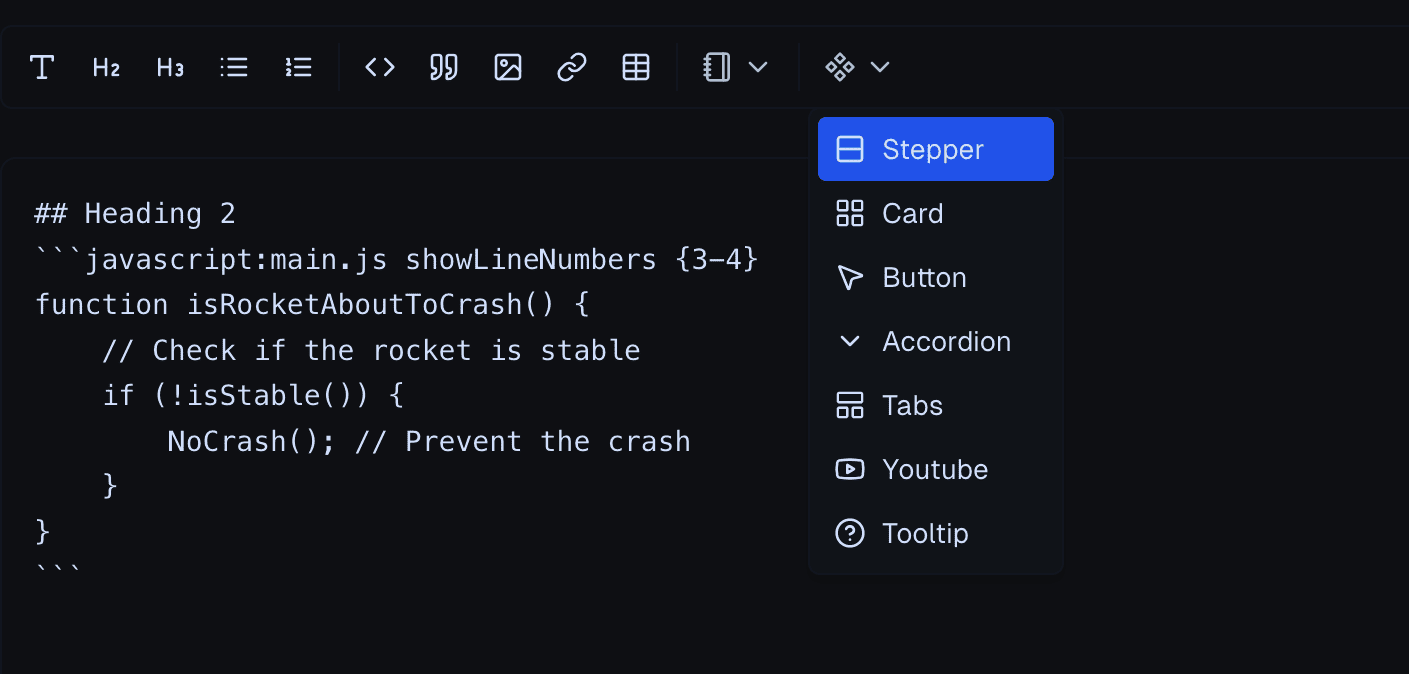 H2 H3
Stepper
Card
Button
Accordion
Tabs
Youtube
Tooltip
## Heading 2
```javascript:main.js showLineNumbers {3-4}
function isRocketAboutToCrash() {
    // Check if the rocket is stable
    if (!isStable()) {
        NoCrash(); // Prevent the crash
    }
}
```